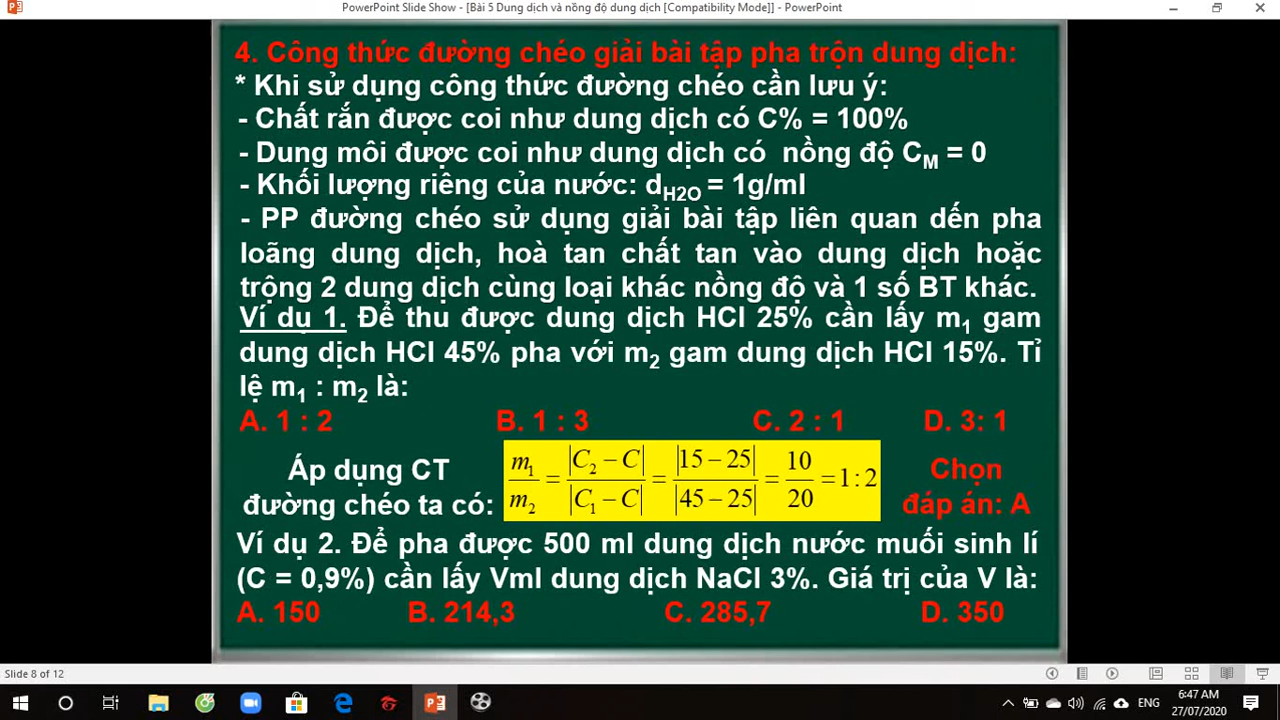 PowerPoint Slide Show - [Bài 5 Dung dịch và nồng độ dung dịch [Compatibility Mode]] - PowerPoint
4. Công thức đường chéo giải bài tập pha trộn dung dịch:
* Khi sử dụng công thức đường chéo cần lưu ý:
- Chất rắn được coi như dung dịch có C% = 100%
- Dung môi được coi như dung dịch có nồng độ C_M = 0
- Khối lượng riêng của nước: d_H2O = 1g/ml
- PP đường chéo sử dụng giải bài tập liên quan dến pha
loãng dung dịch, hoà tan chất tan vào dung dịch hoặc
trộng 2 dung dịch cùng loại khác nồng độ và 1 số BT khác.
Ví dụ 1. Để thu được dung dịch HCl 25% cần lấy m₁ gam
dung dịch HCl 45% pha với m₂ gam dung dịch HCl 15%. Tỉ
lệ m₁ : m₂ là:
A. 1 : 2 B. 1 : 3 C. 2 : 1 D. 3: 1
Áp dụng CT
đường chéo ta có:
m₁/m₂ = |C₂ − C|/|C₁ − C| = |15 − 25|/|45 − 25| = 10/20 = 1 : 2
Chọn
đáp án: A
Ví dụ 2. Để pha được 500 ml dung dịch nước muối sinh lí
(C = 0,9%) cần lấy Vml dung dịch NaCl 3%. Giá trị của V là:
A. 150 B. 214,3 C. 285,7 D. 350
Slide 8 of 12
ENG
6:47 AM
27/07/2020